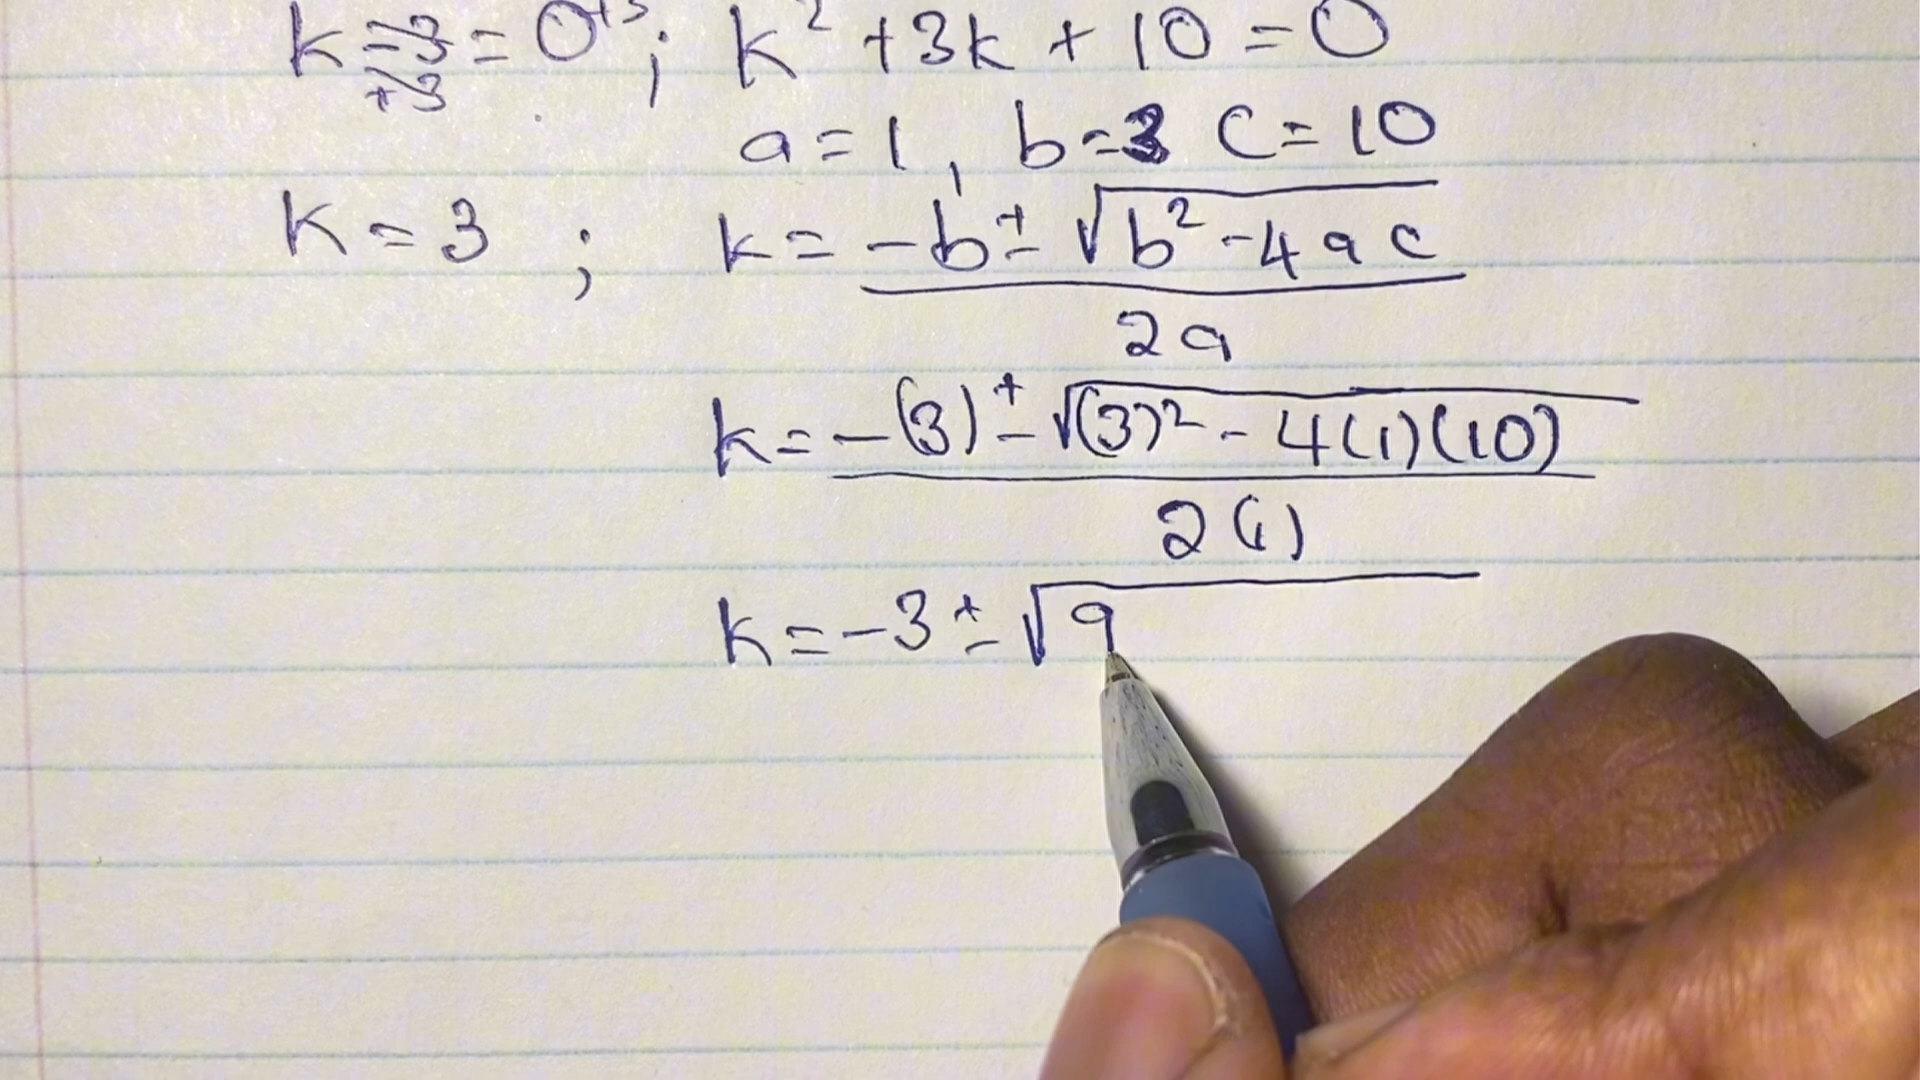 k - 3 = 0 +3 ; k² + 3k + 10 = 0
+3
a = 1, b = 3 C = 10
k = 3 ; k = -b ± √b² - 4ac
2a
k = -(3) ± √(3)² - 4(1)(10)
2(1)
k = -3 ± √9